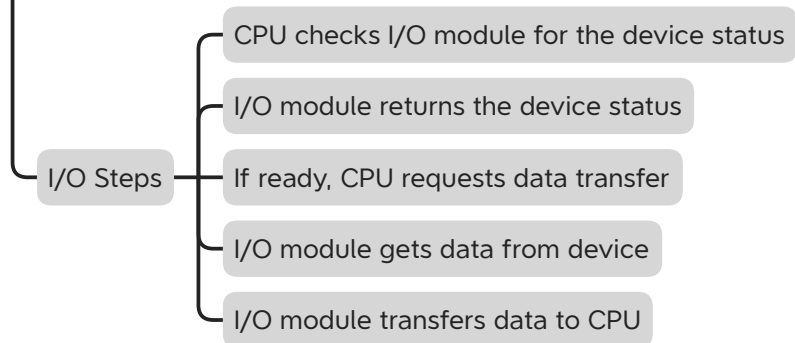 CPU checks I/O module for the device status
I/O module returns the device status
I/O Steps
If ready, CPU requests data transfer
I/O module gets data from device
I/O module transfers data to CPU